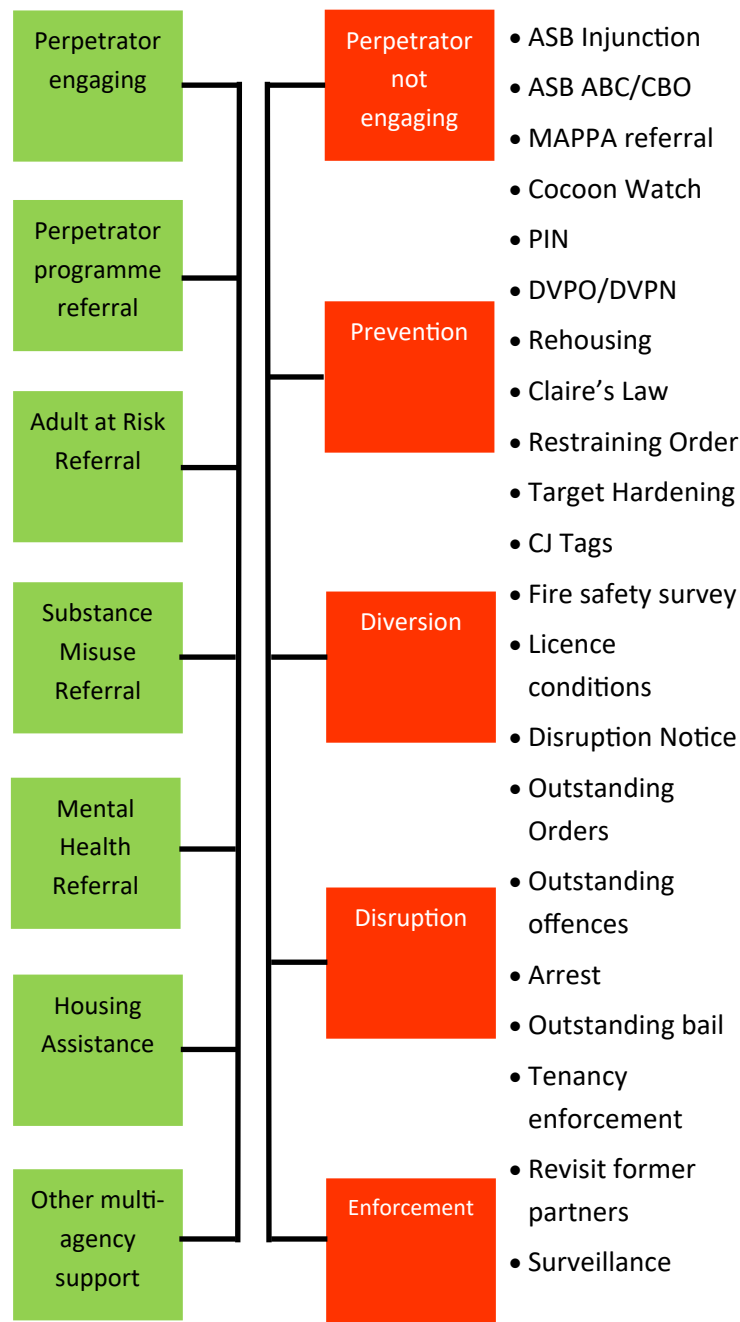 Perpetrator
engaging
Perpetrator
programme
referral
Adult at Risk
Referral
Substance
Misuse
Referral
Mental
Health
Referral
Housing
Assistance
Other multi-
agency
support
Perpetrator
not
engaging
Prevention
Diversion
Disruption
Enforcement
• ASB Injunction
• ASB ABC/CBO
• MAPPA referral
• Cocoon Watch
• PIN
• DVPO/DVPN
• Rehousing
• Claire’s Law
• Restraining Order
• Target Hardening
• CJ Tags
• Fire safety survey
• Licence
conditions
• Disruption Notice
• Outstanding
Orders
• Outstanding
offences
• Arrest
• Outstanding bail
• Tenancy
enforcement
• Revisit former
partners
• Surveillance